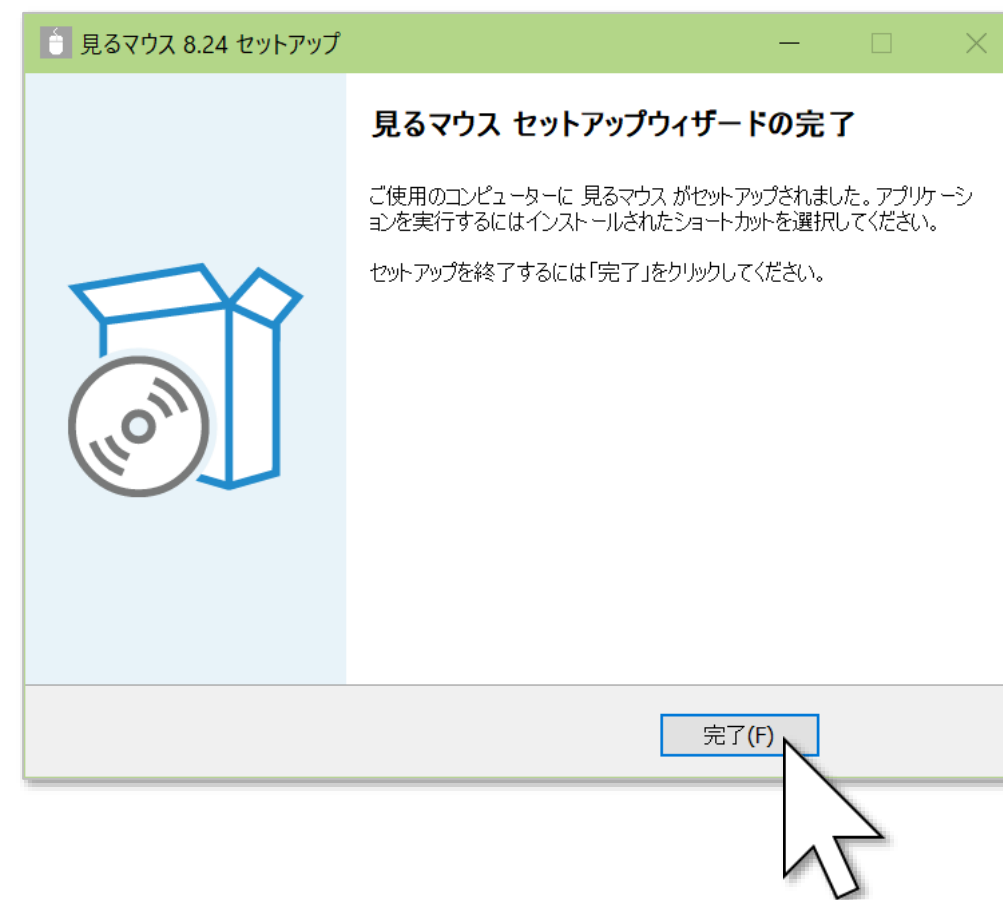 見るマウス 8.24 セットアップ
見るマウス セットアップウィザードの完了
ご使用のコンピューターに 見るマウス がセットアップされました。アプリケーシ
ョンを実行するにはインストールされたショートカットを選択してください。
セットアップを終了するには「完了」をクリックしてください。
完了(F)